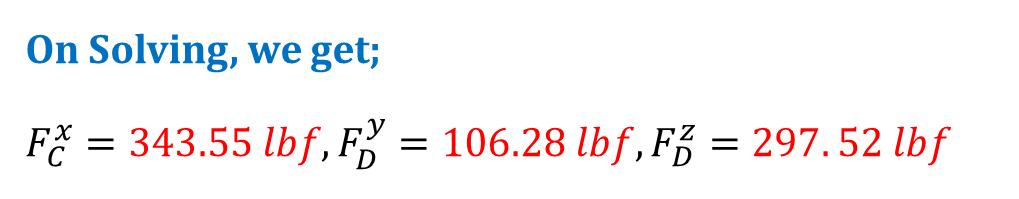 On Solving, we get;
F_C^x = 343.55 lbf, F_D^y = 106.28 lbf, F_D^z = 297.52 lbf